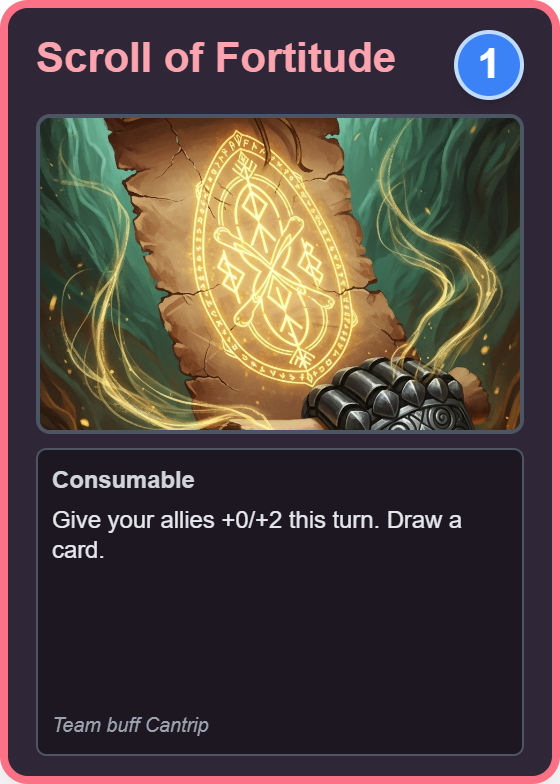 Scroll of Fortitude
1
Consumable
Give your allies +0/+2 this turn. Draw a
card.
Team buff Cantrip